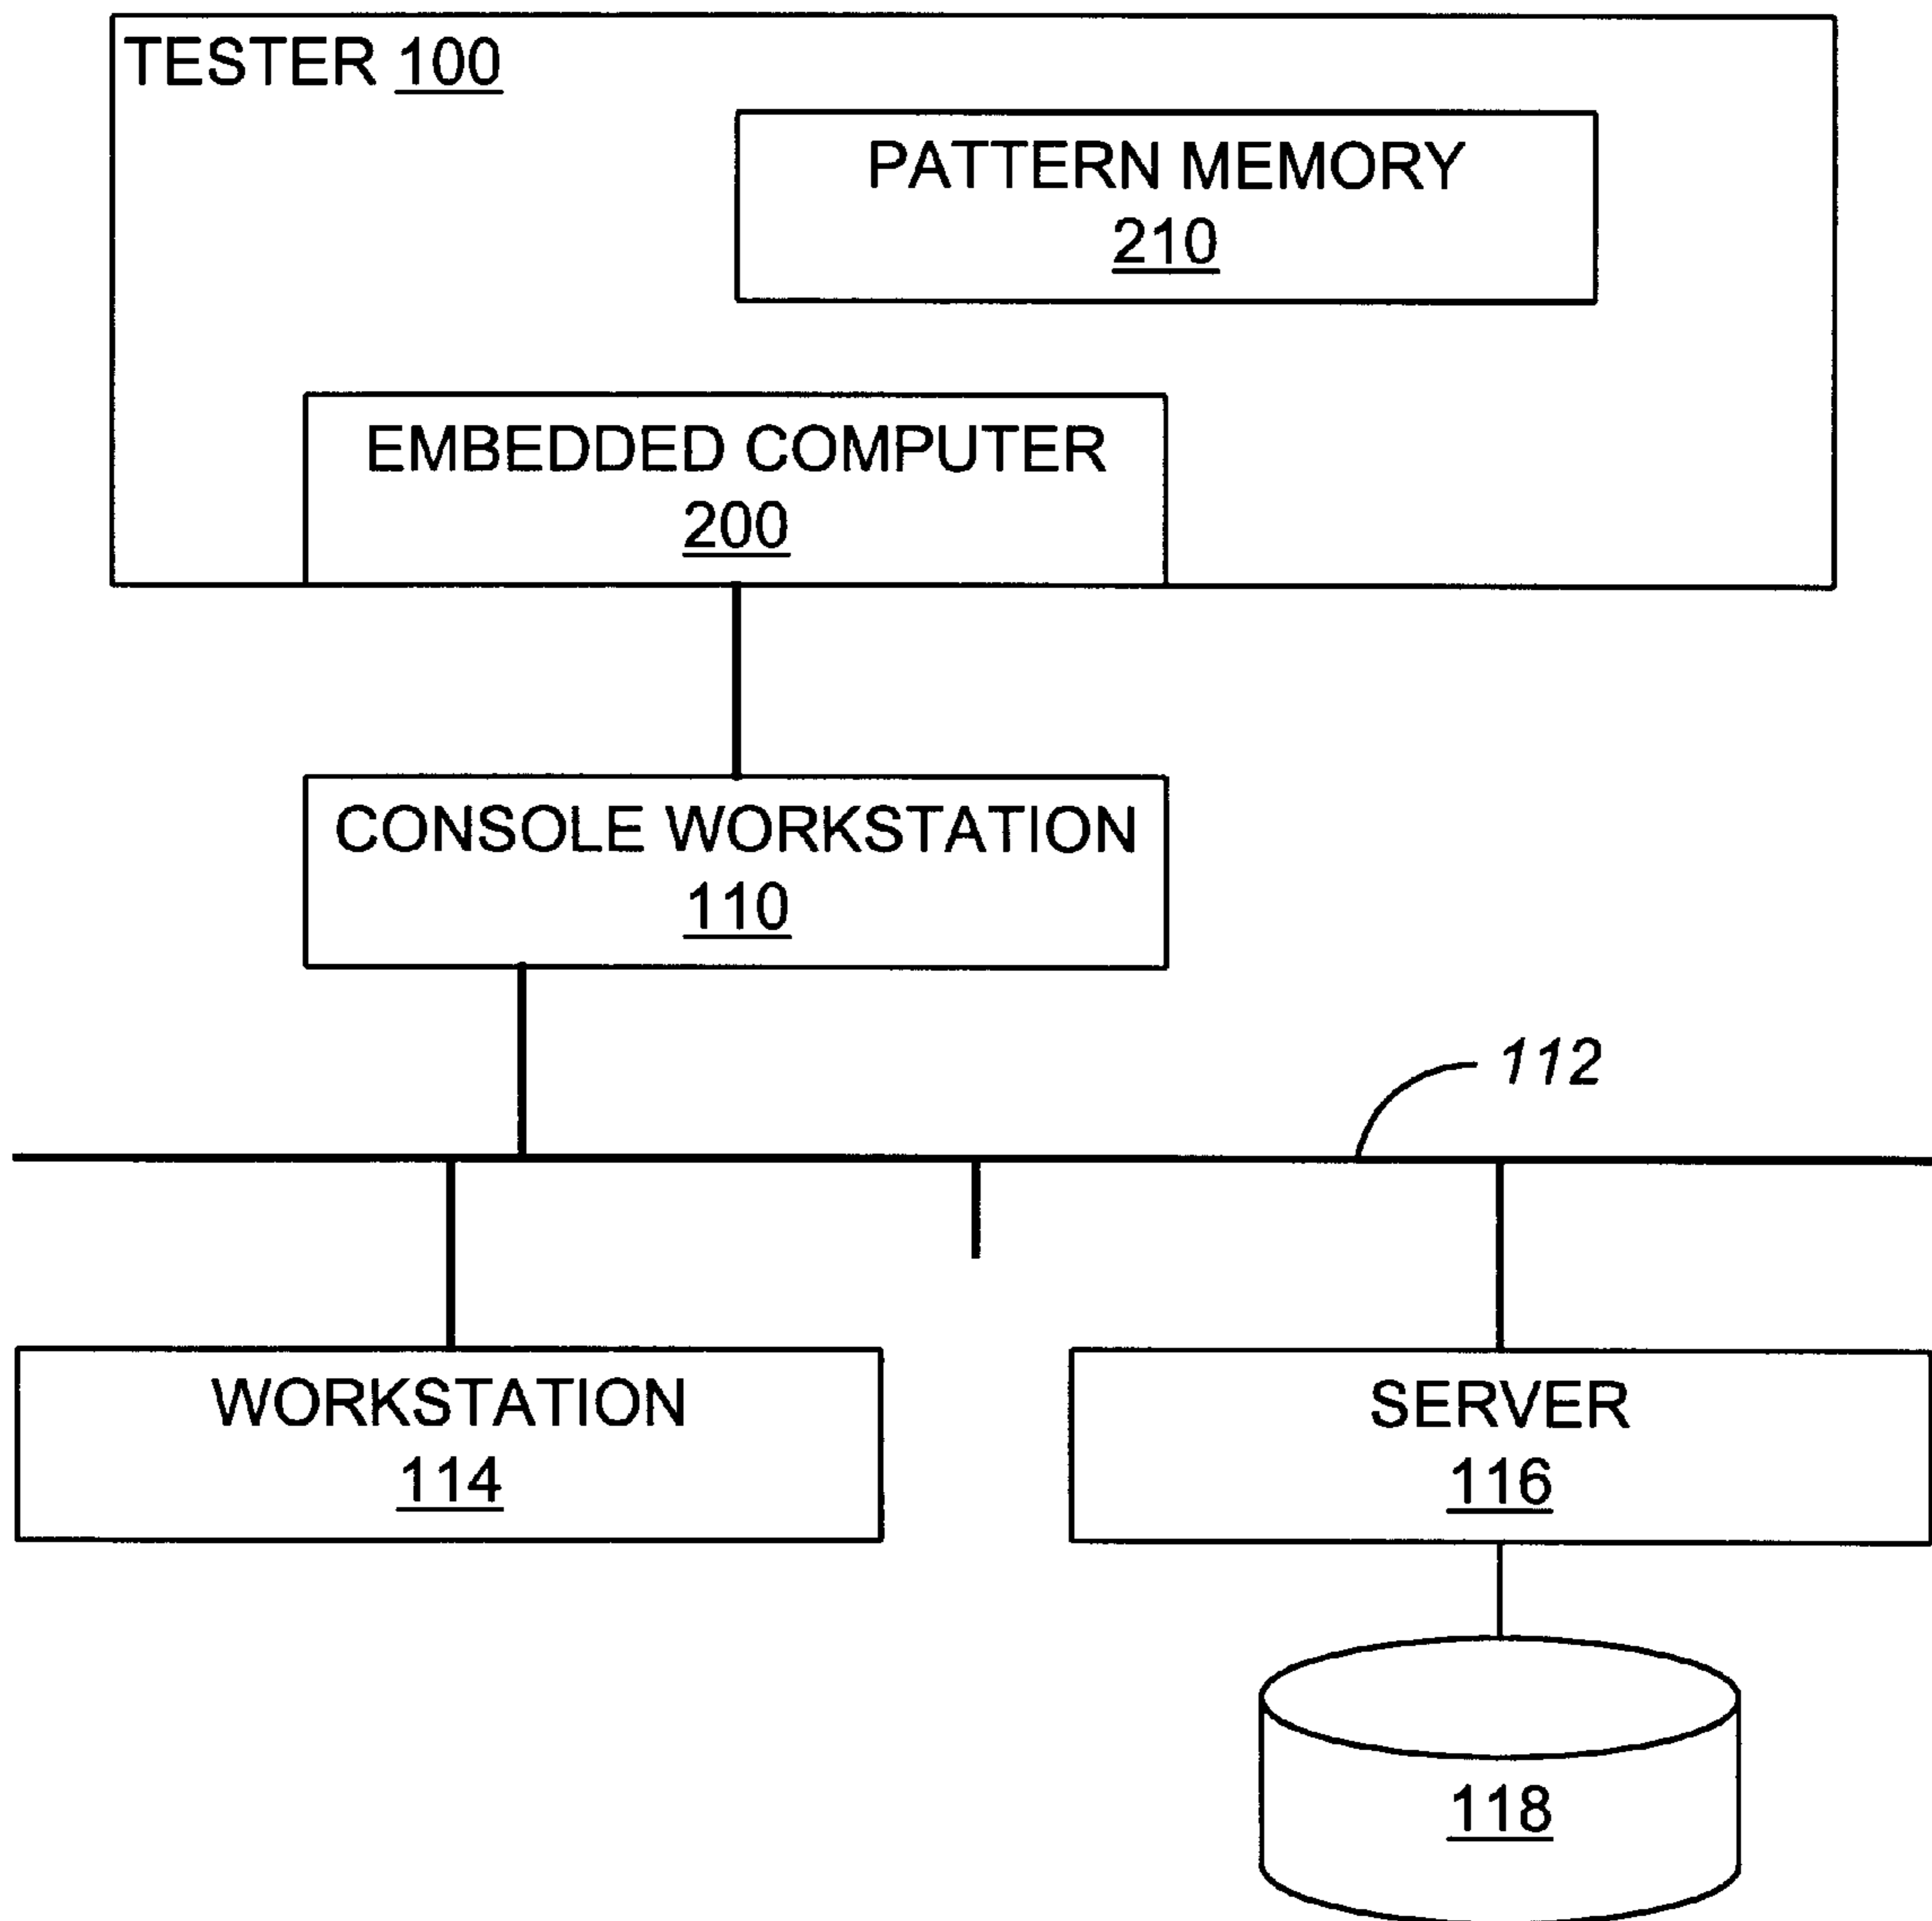 TESTER 100
PATTERN MEMORY
210
EMBEDDED COMPUTER
200
CONSOLE WORKSTATION
110
112
WORKSTATION
114
SERVER
116
118